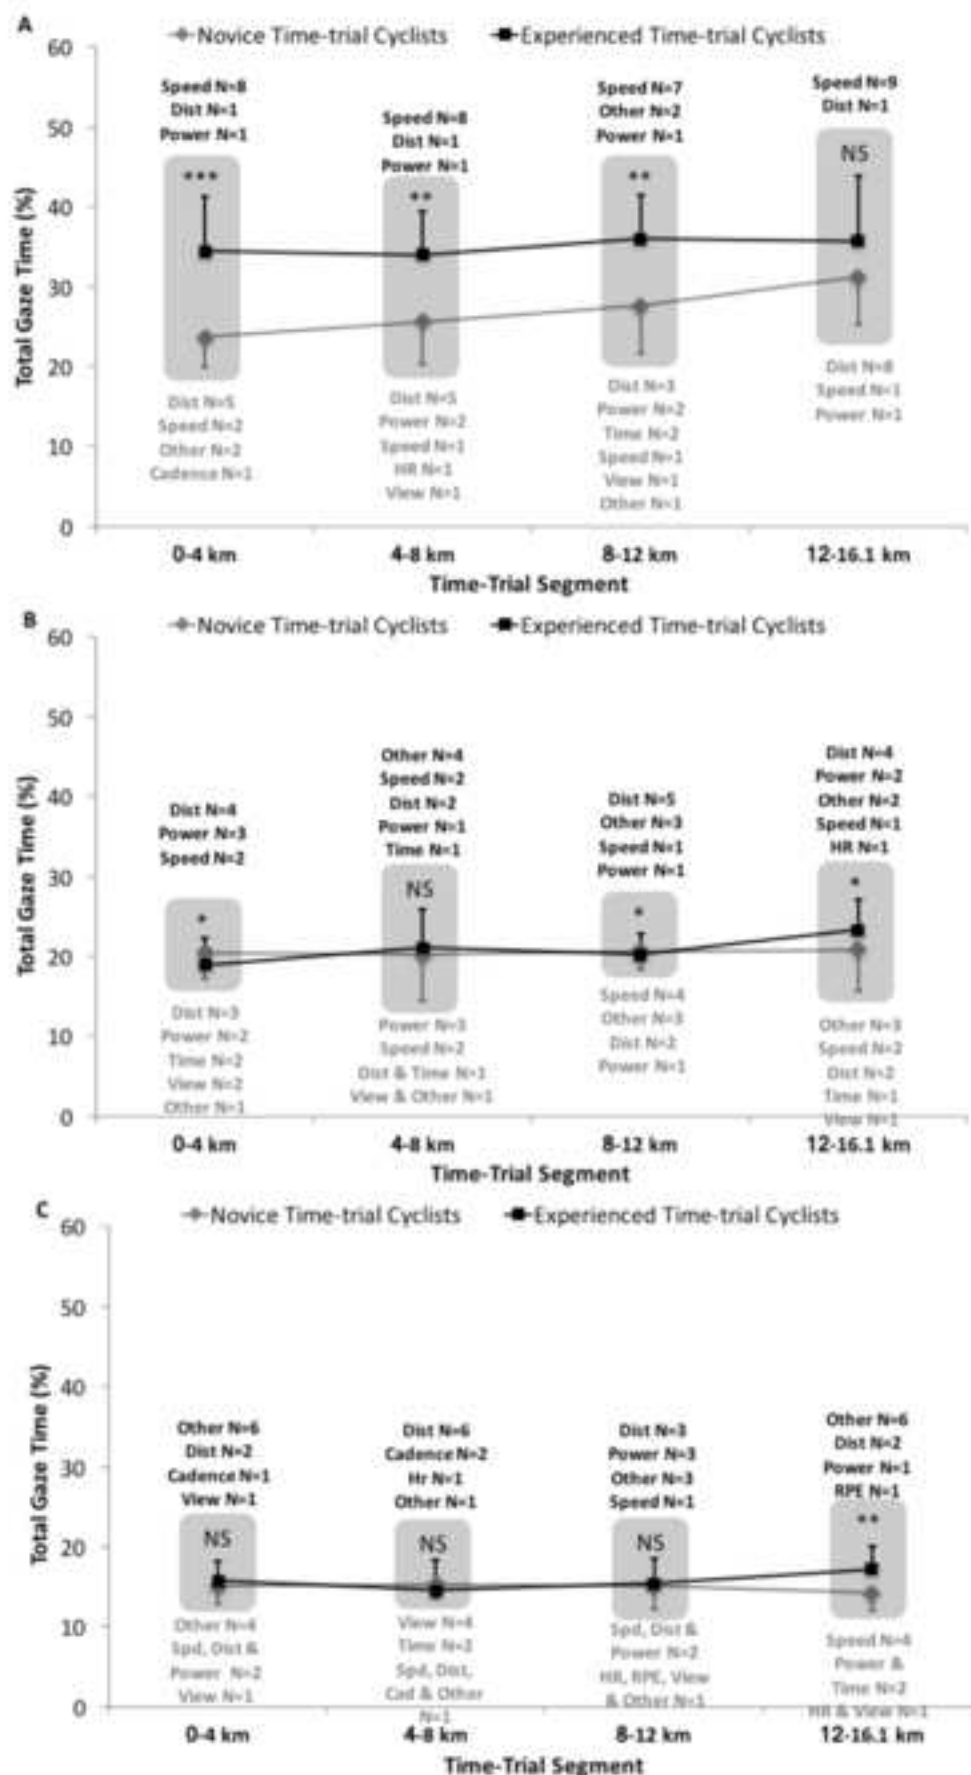 A
Novice Time-trial Cyclists Experienced Time-trial Cyclists
60
50
40
30
20
10
0
Total Gaze Time (%)
Speed N=8
Dist N=1
Power N=1
***
Dist N=5
Speed N=2
Other N=2
Cadence N=1
Speed N=8
Dist N=1
Power N=1
**
Dist N=5
Power N=2
Speed N=1
HR N=1
View N=1
Speed N=7
Other N=2
Power N=1
**
Dist N=3
Power N=2
Time N=2
Speed N=1
View N=1
Other N=1
Speed N=9
Dist N=1
NS
Dist N=8
Speed N=1
Power N=1
0-4 km 4-8 km 8-12 km 12-16.1 km
Time-Trial Segment
B
Novice Time-trial Cyclists Experienced Time-trial Cyclists
60
50
40
30
20
10
0
Total Gaze Time (%)
Dist N=4
Power N=3
Speed N=2
*
Dist N=3
Power N=2
Time N=2
View N=2
Other N=1
Other N=4
Speed N=2
Dist N=2
Power N=1
Time N=1
NS
Power N=3
Speed N=2
Dist & Time N=1
View & Other N=1
Dist N=5
Other N=3
Speed N=1
Power N=1
*
Speed N=4
Other N=3
Dist N=2
Power N=1
Dist N=4
Power N=2
Other N=2
Speed N=1
HR N=1
*
Other N=3
Speed N=2
Dist N=2
Time N=1
View N=1
0-4 km 4-8 km 8-12 km 12-16.1 km
Time-Trial Segment
C
Novice Time-trial Cyclists Experienced Time-trial Cyclists
60
50
40
30
20
10
0
Total Gaze Time (%)
Other N=6
Dist N=2
Cadence N=1
View N=1
NS
Other N=4
Spd, Dist &
Power N=2
View N=1
Dist N=6
Cadence N=2
Hr N=1
Other N=1
NS
View N=4
Time N=2
Spd, Dist,
Cad & Other
N=1
Dist N=3
Power N=3
Other N=3
Speed N=1
NS
Spd, Dist &
Power N=2
HR, RPE, View
& Other N=1
Other N=6
Dist N=2
Power N=1
RPE N=1
**
Speed N=4
Power &
Time N=2
HR & View N=1
0-4 km 4-8 km 8-12 km 12-16.1 km
Time-Trial Segment